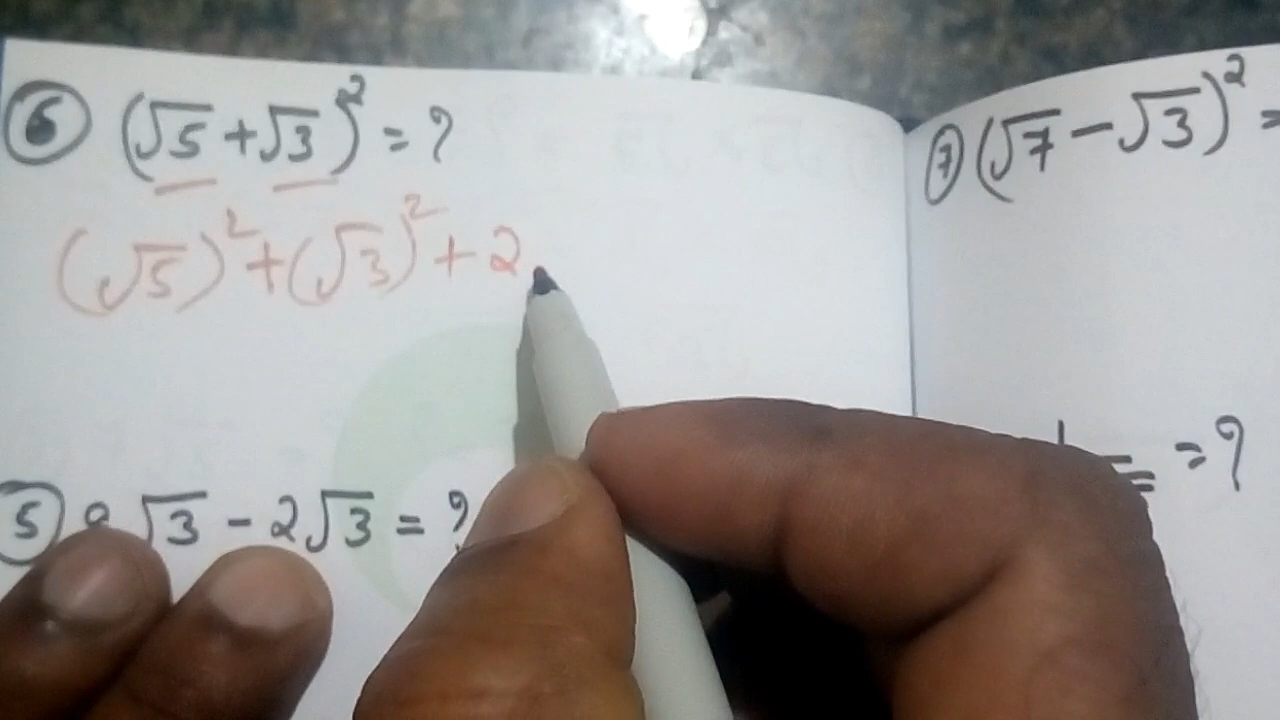 ⑥ (√5 + √3)² = ?
(√5)² + (√3)² + 2
⑤ √3 - 2√3 = ?
⑦ (√7 - √3)² =
= ?